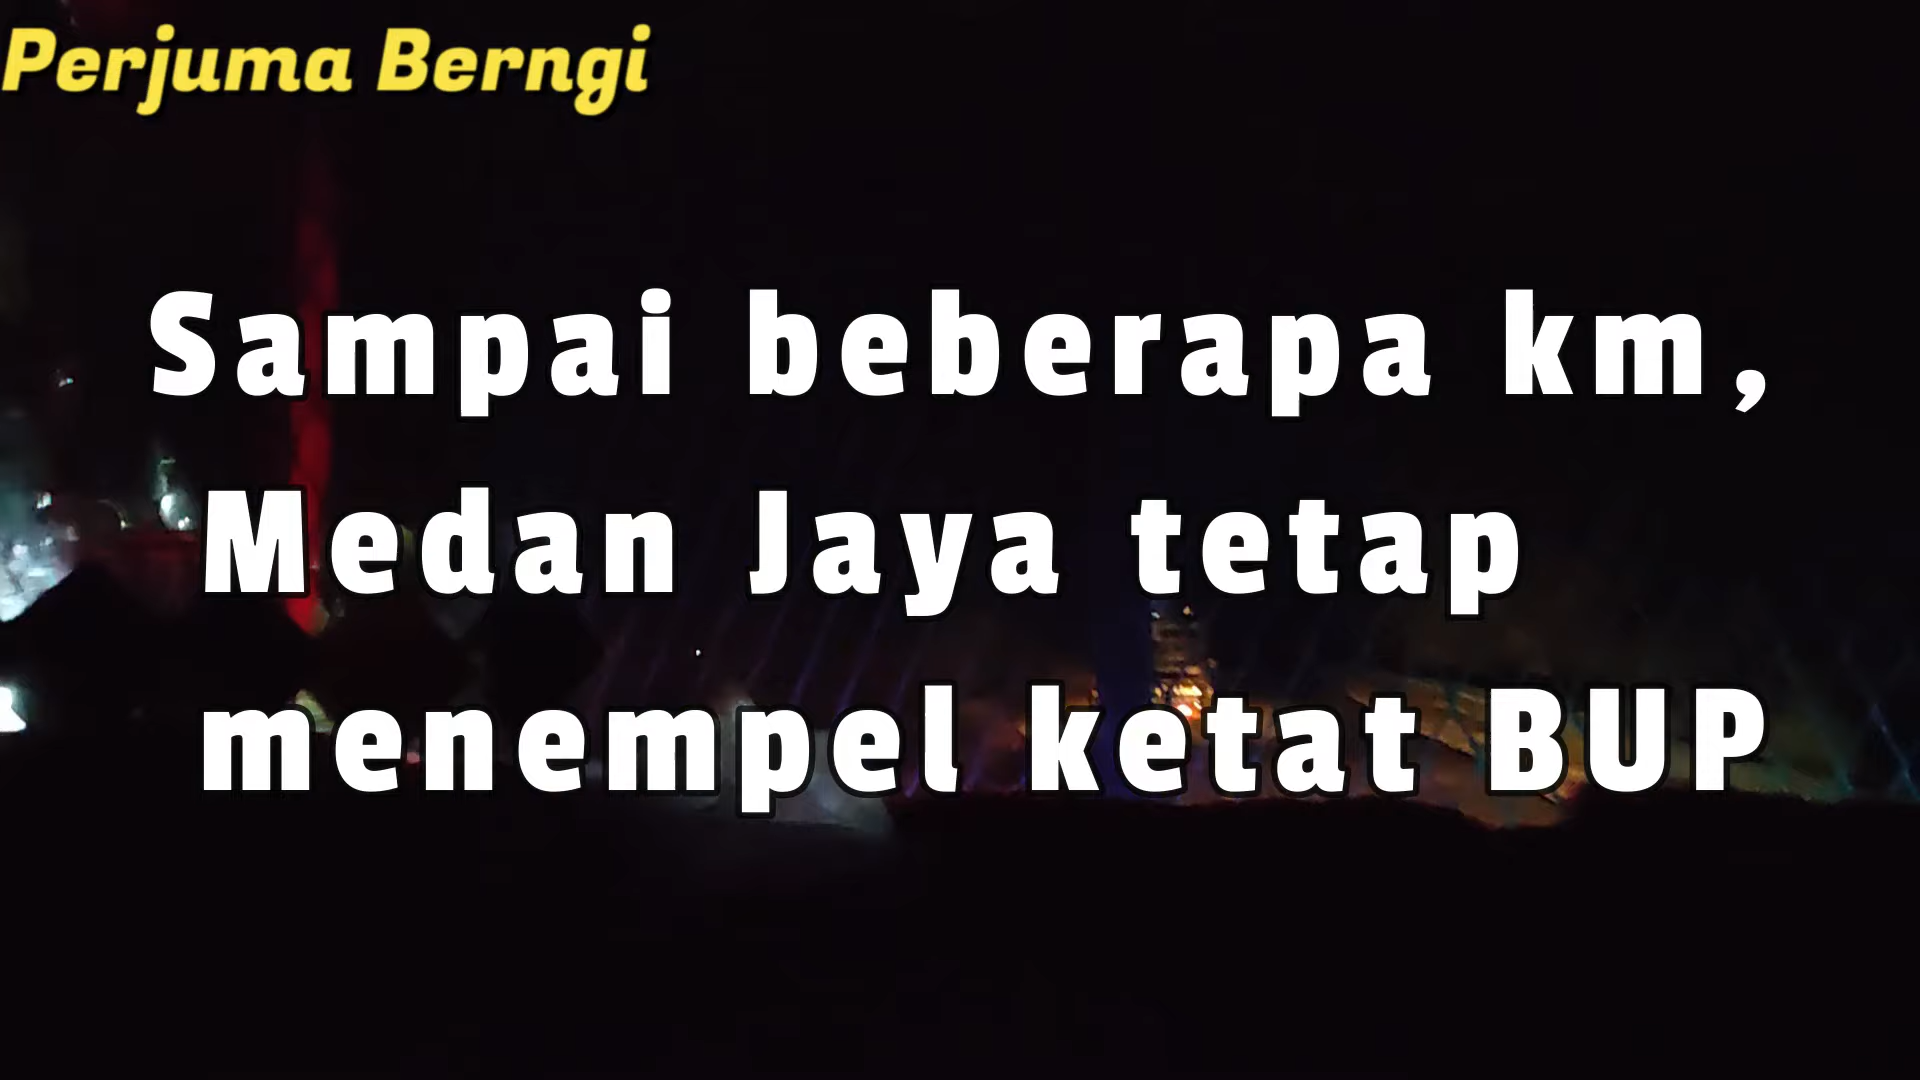 Perjuma Berngi
Sampai beberapa km,
Medan Jaya tetap
menempel ketat BUP